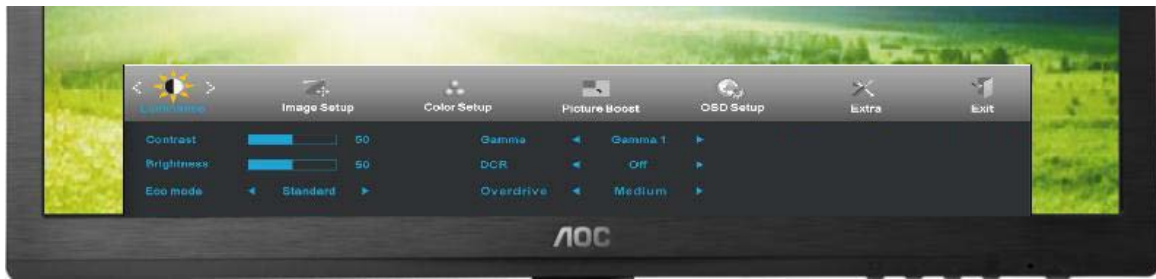 Luminance Image Setup Color Setup Picture Boost OSD Setup Extra Exit
Contrast 50 Gamma Gamma 1
Brightness 50 DCR Off
Eco mode Standard Overdrive Medium
AOC